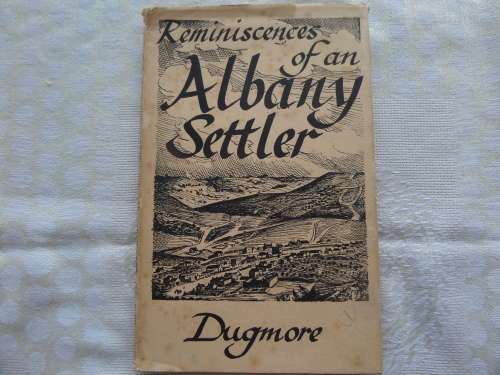 Reminiscences
of an
Albany
Settler
Dugmore